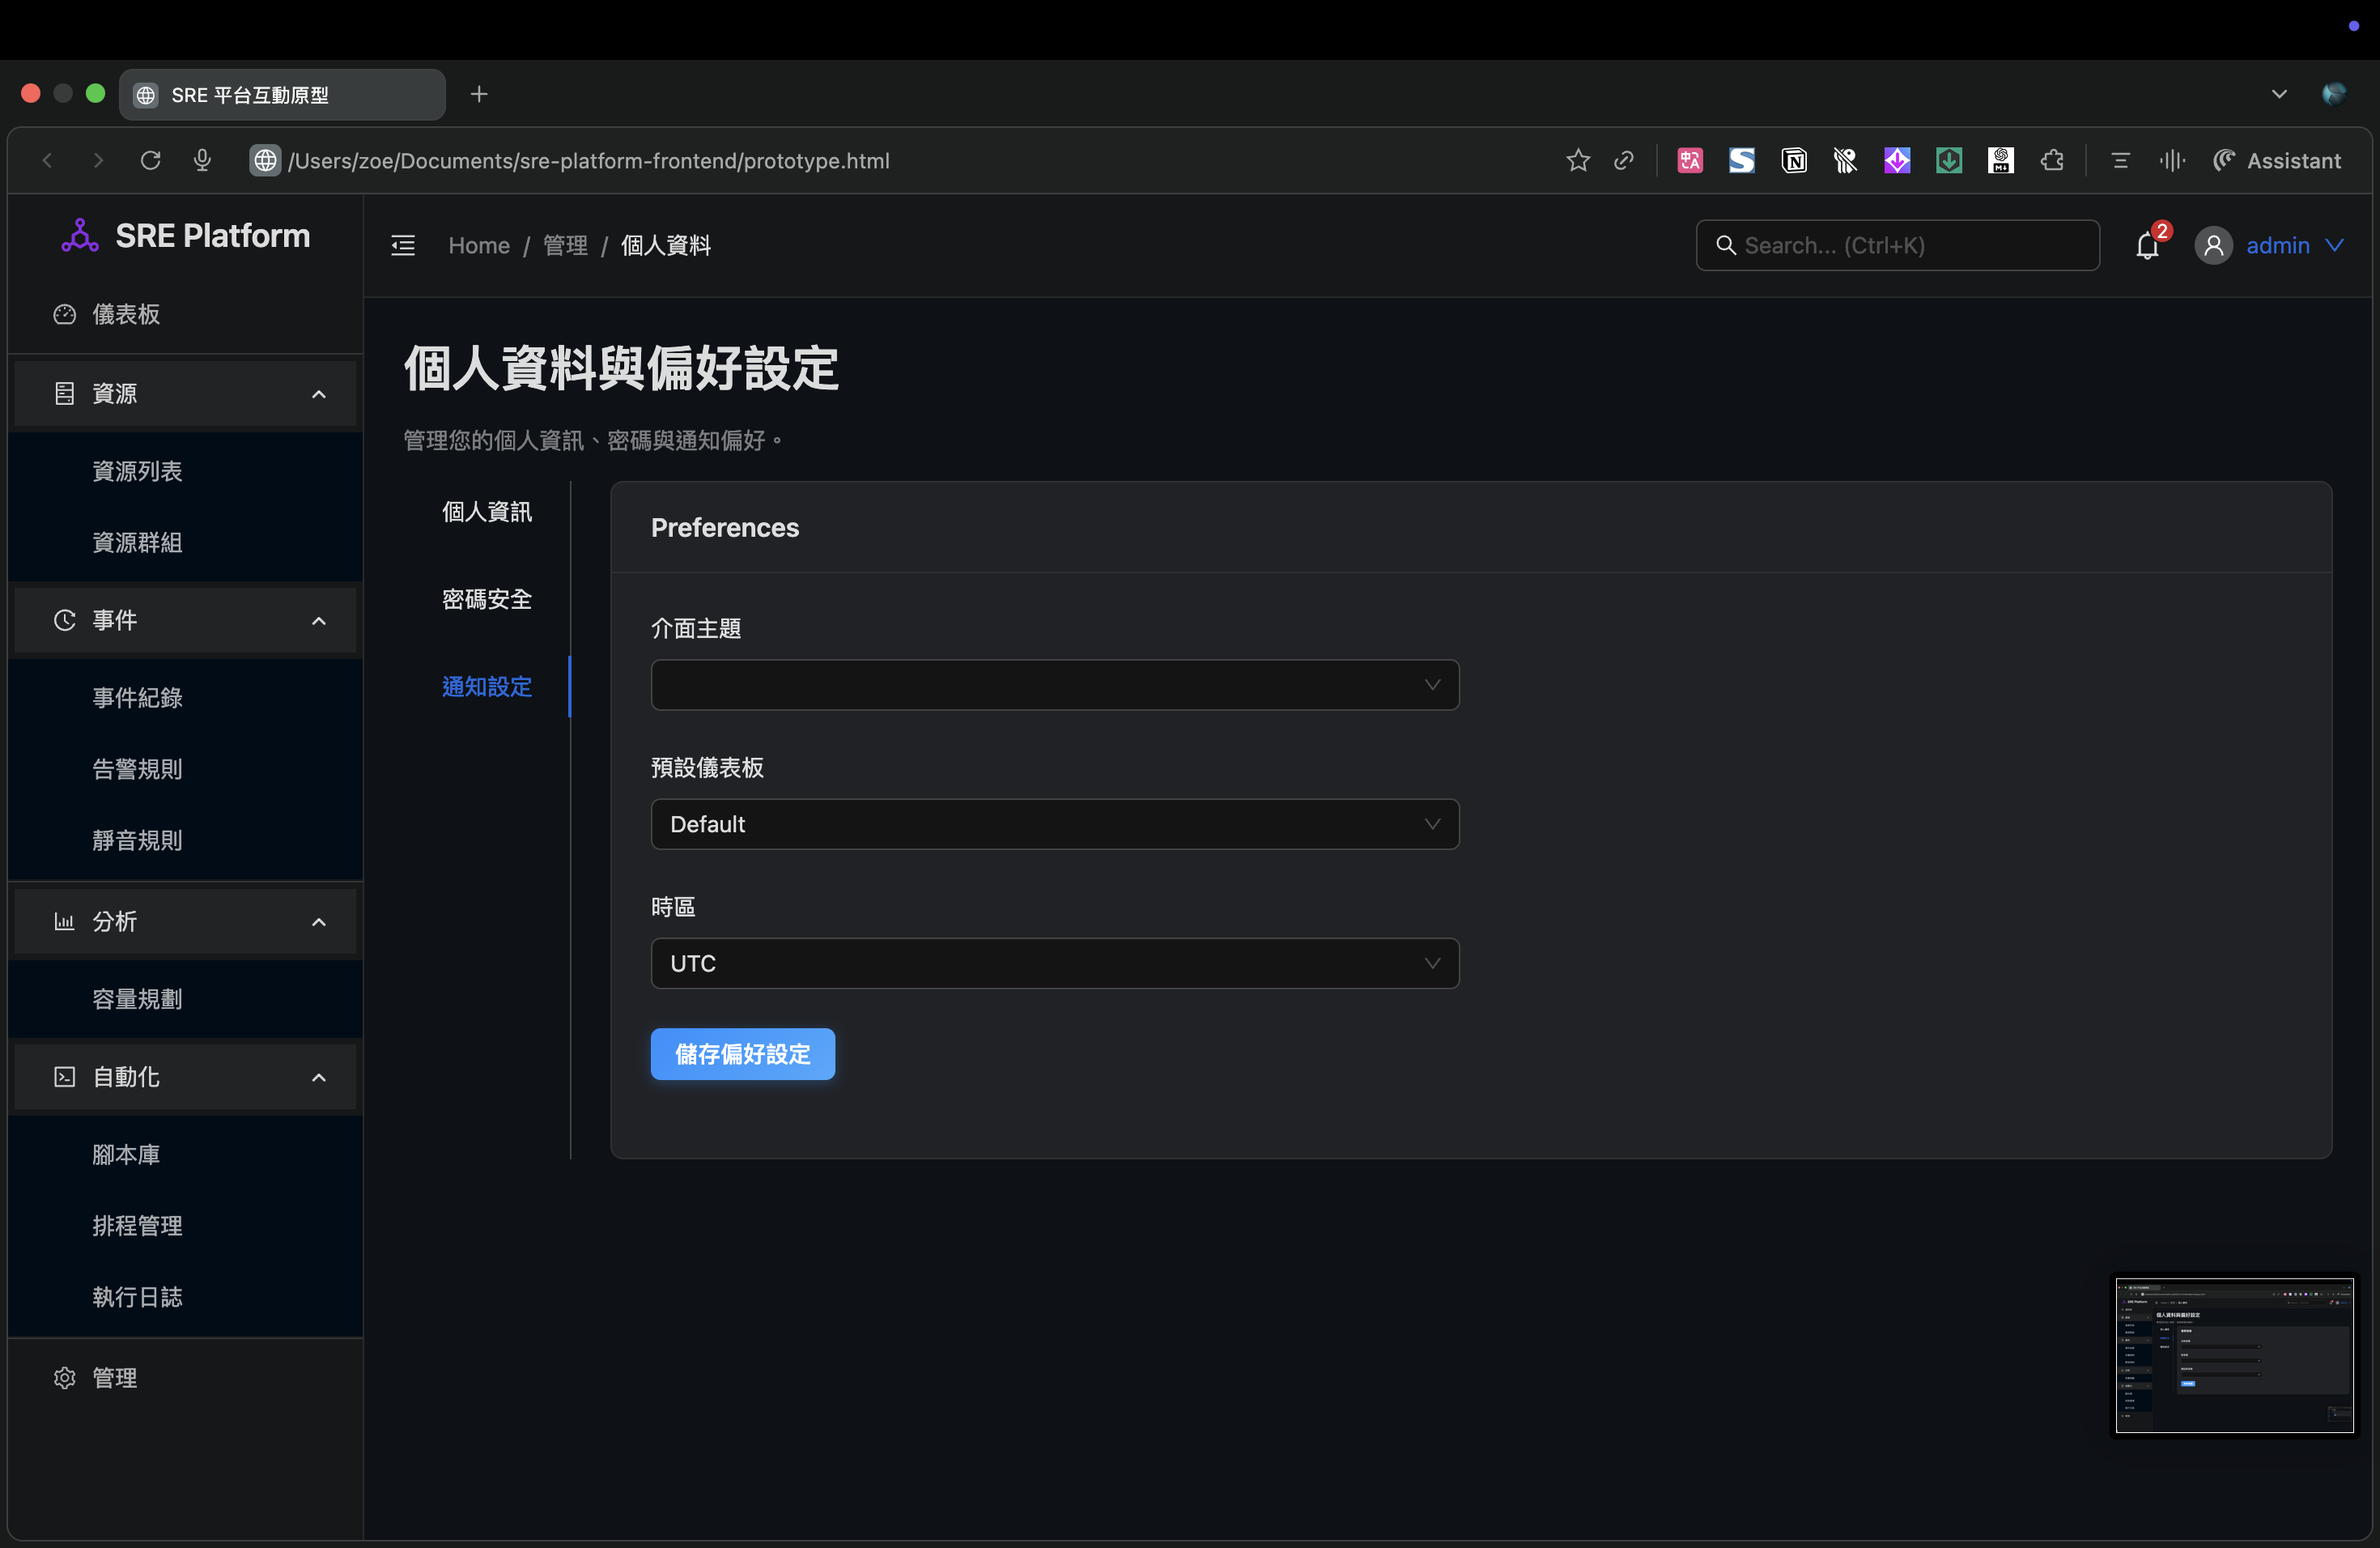 SRE 平台互動原型
/Users/zoe/Documents/sre-platform-frontend/prototype.html
Assistant
SRE Platform
Home / 管理 / 個人資料
Search... (Ctrl+K)
2
admin
儀表板
資源
資源列表
資源群組
事件
事件紀錄
告警規則
靜音規則
分析
容量規劃
自動化
腳本庫
排程管理
執行日誌
管理
個人資料與偏好設定
管理您的個人資訊、密碼與通知偏好。
個人資訊
密碼安全
通知設定
Preferences
介面主題
預設儀表板
Default
時區
UTC
儲存偏好設定